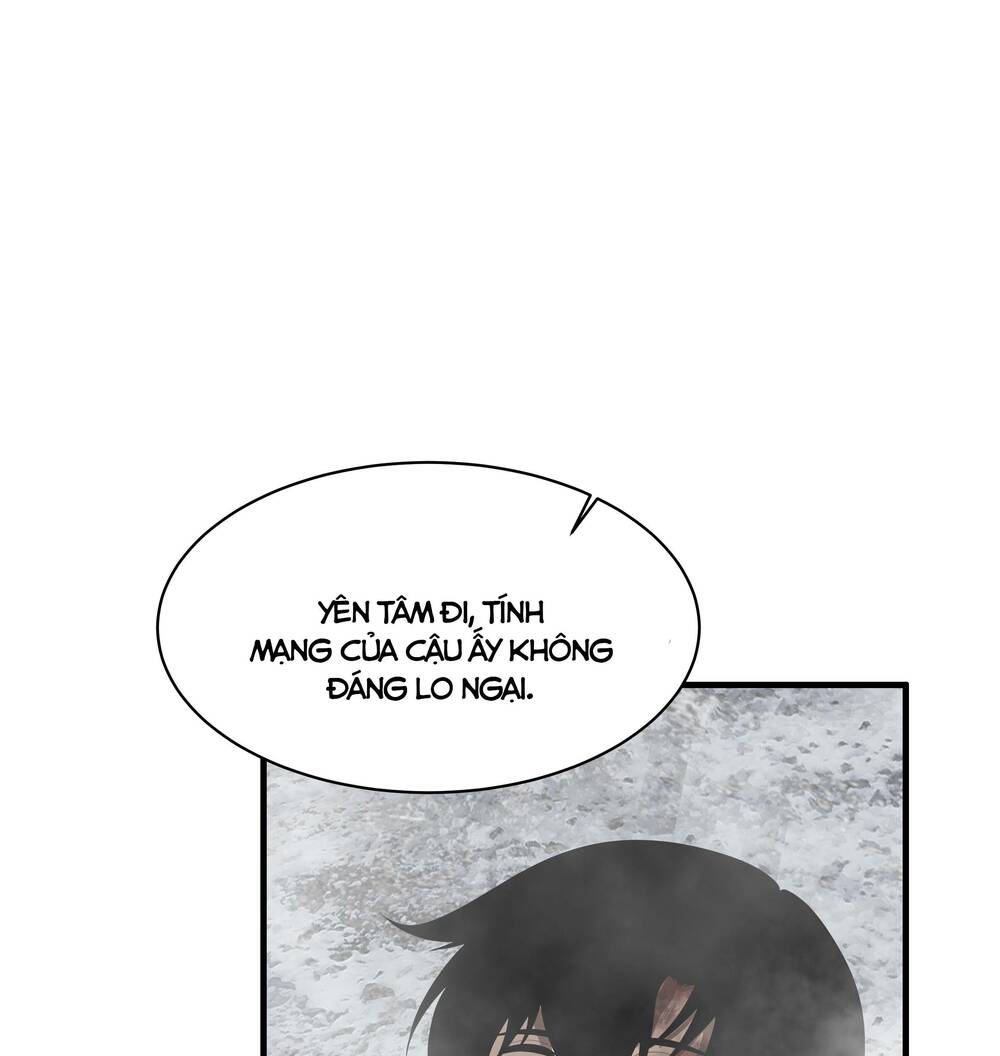 YÊN TÂM ĐI, TÍNH
MẠNG CỦA CẬU ẤY KHÔNG
ĐÁNG LO NGẠI.